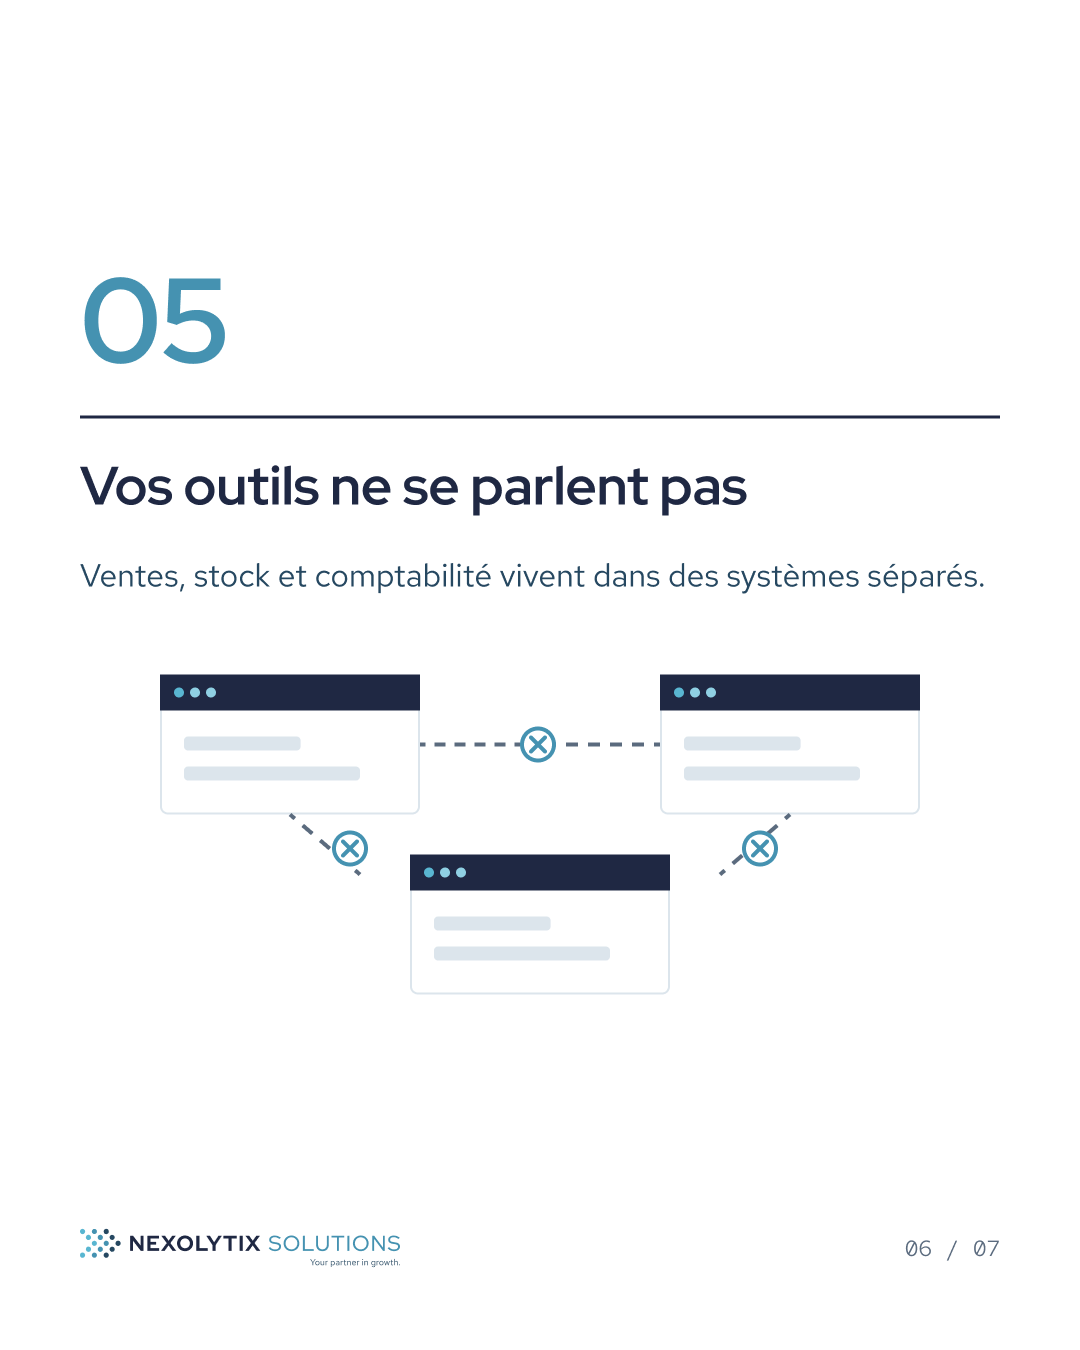 05
Vos outils ne se parlent pas
Ventes, stock et comptabilité vivent dans des systèmes séparés.
NEXOLYTIX SOLUTIONS
Your partner in growth.
06 / 07